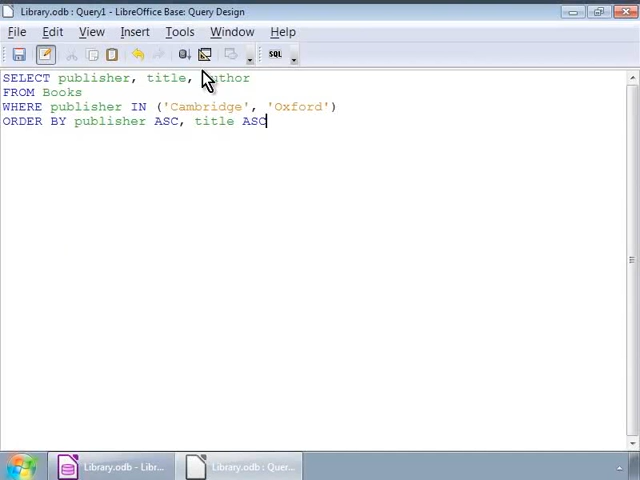 Library.odb : Query1 - LibreOffice Base: Query Design
File Edit View Insert Tools Window Help
SQL
SELECT publisher, title, author
FROM Books
WHERE publisher IN ('Cambridge', 'Oxford')
ORDER BY publisher ASC, title ASC
Library.odb - Libr... Library.odb : Quer...